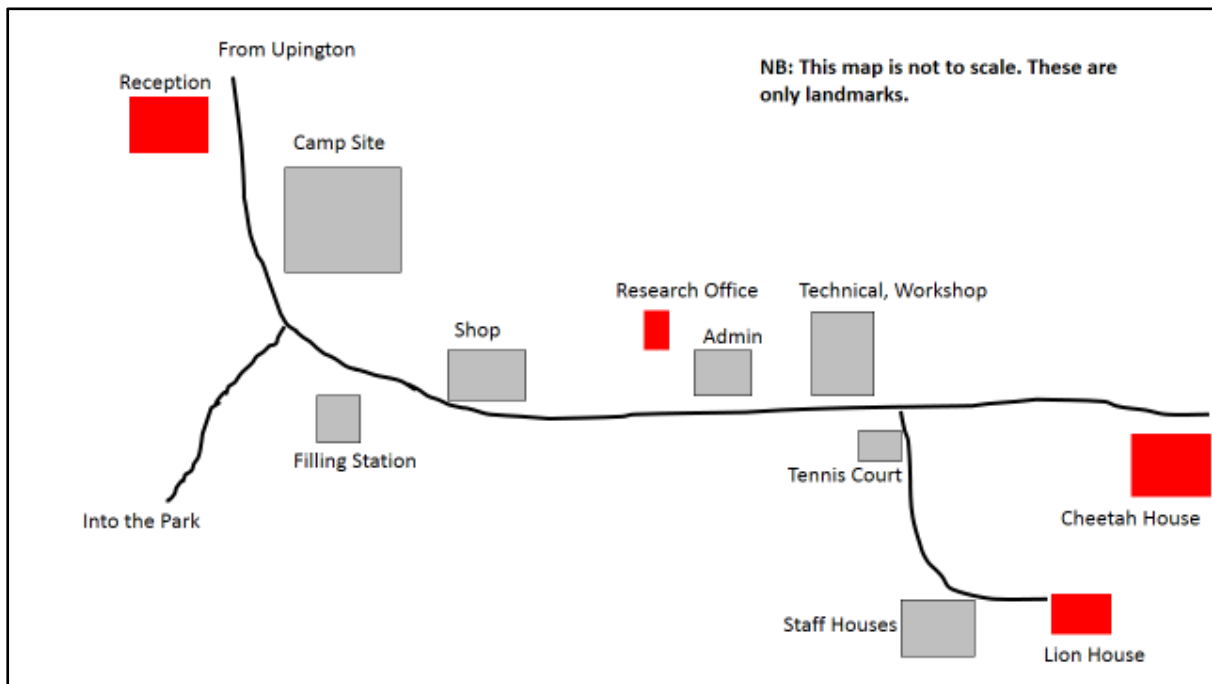 From Upington
NB: This map is not to scale. These are
only landmarks.
Reception
Camp Site
Research Office
Technical, Workshop
Shop
Admin
Filling Station
Tennis Court
Into the Park
Cheetah House
Staff Houses
Lion House